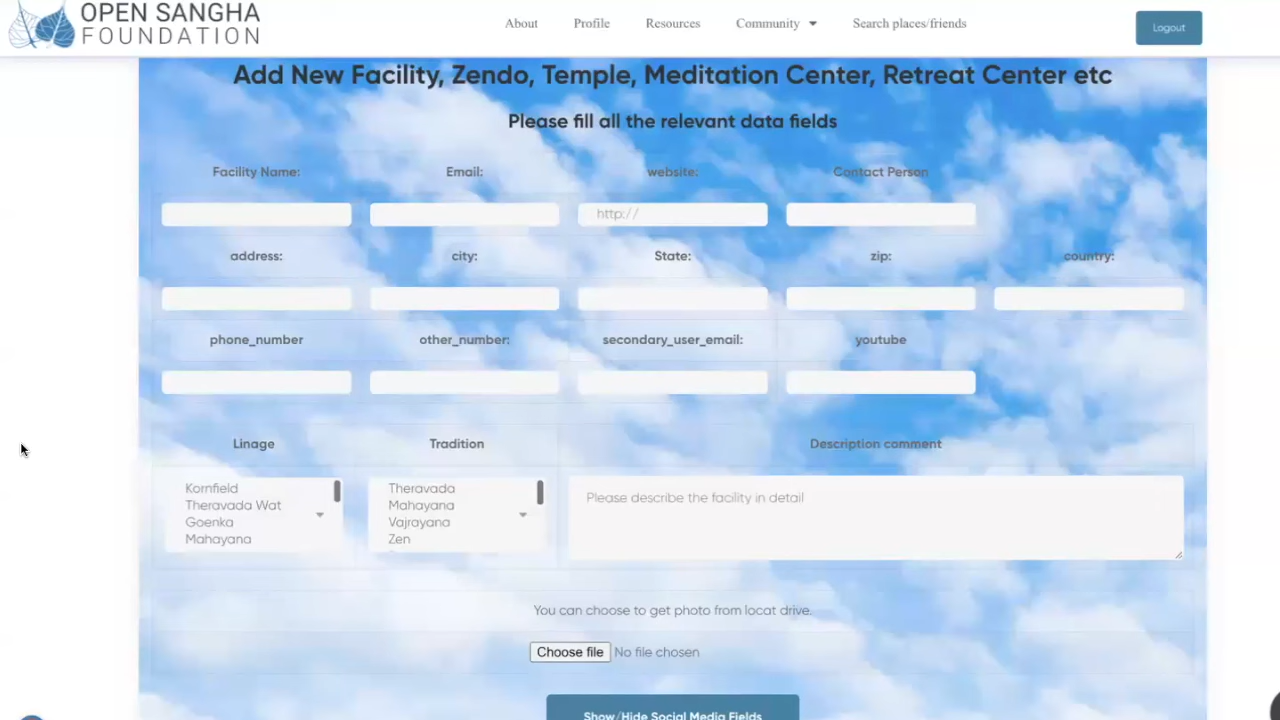 OPEN SANGHA
FOUNDATION
About Profile Resources Community Search places/friends Logout
Add New Facility, Zendo, Temple, Meditation Center, Retreat Center etc
Please fill all the relevant data fields
Facility Name: Email: website: Contact Person
http://
address: city: State: zip: country:
phone_number other_number: secondary_user_email: youtube
Linage Tradition Description comment
Kornfield Theravada Please describe the facility in detail
Theravada Wat Mahayana
Goenka Vajrayana
Mahayana Zen
You can choose to get photo from locat drive.
Choose file No file chosen
Show/Hide Social Media Fields